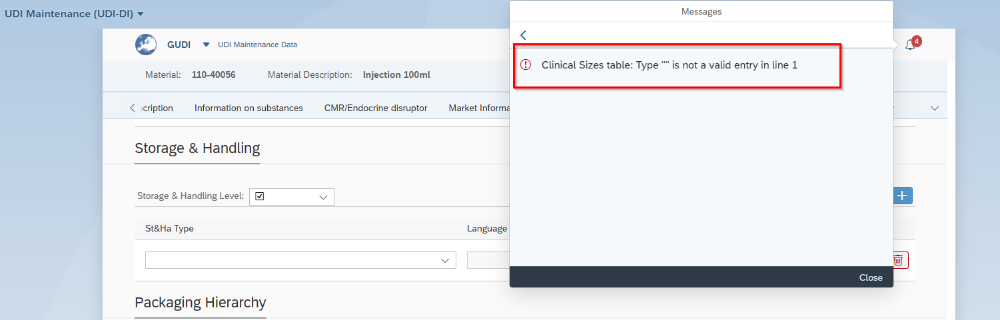 UDI Maintenance (UDI-DI)
Messages
GUDI
UDI Maintenance Data
4
Clinical Sizes table: Type "" is not a valid entry in line 1
Material: 110-40056 Material Description: Injection 100ml
scription Information on substances CMR/Endocrine disruptor Market Informa
Storage & Handling
Storage & Handling Level:
St&Ha Type Language
Close
Packaging Hierarchy